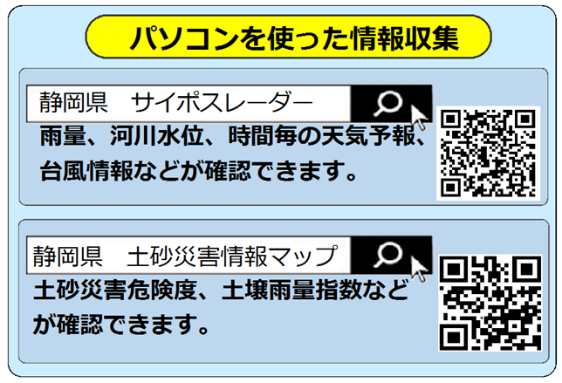 パソコンを使った情報収集
静岡県　サイポスレーダー
雨量、河川水位、時間毎の天気予報、
台風情報などが確認できます。
静岡県　土砂災害情報マップ
土砂災害危険度、土壌雨量指数など
が確認できます。